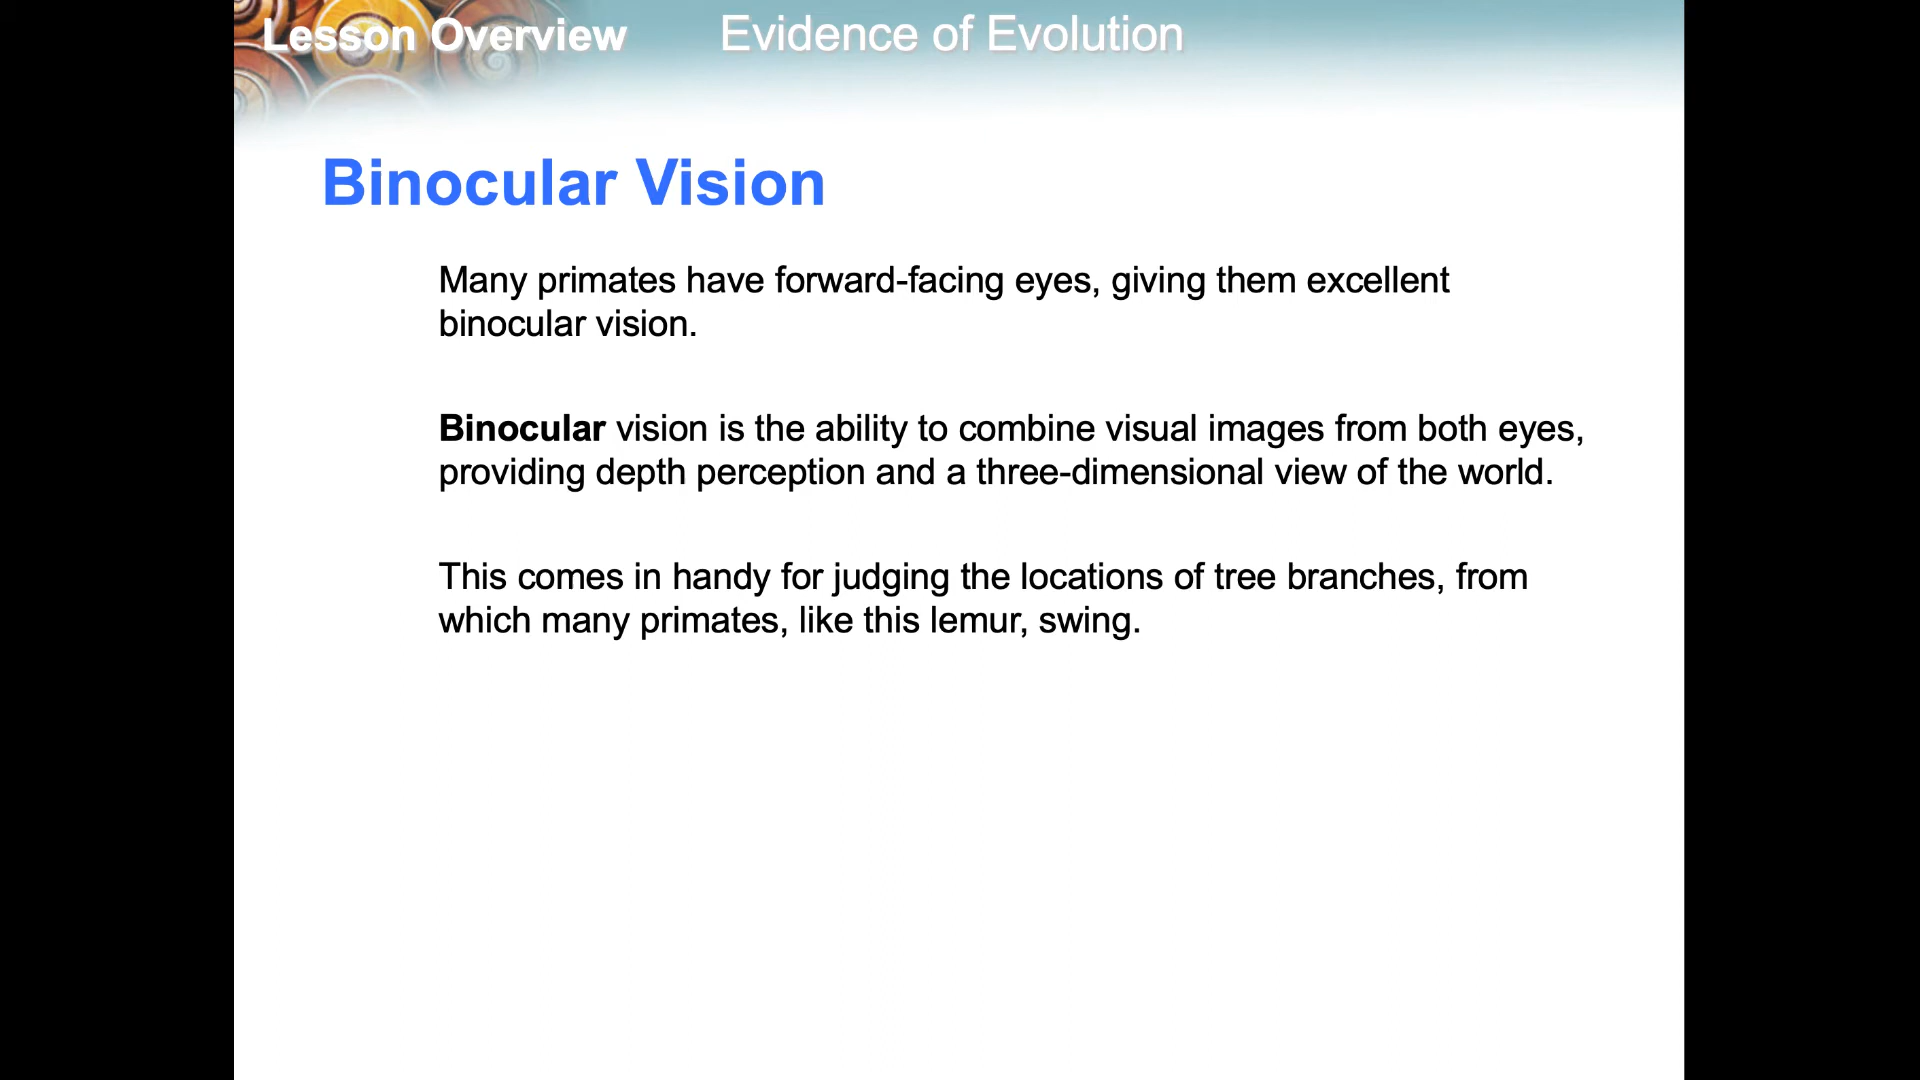 Lesson Overview Evidence of Evolution
Binocular Vision
Many primates have forward-facing eyes, giving them excellent
binocular vision.
Binocular vision is the ability to combine visual images from both eyes,
providing depth perception and a three-dimensional view of the world.
This comes in handy for judging the locations of tree branches, from
which many primates, like this lemur, swing.